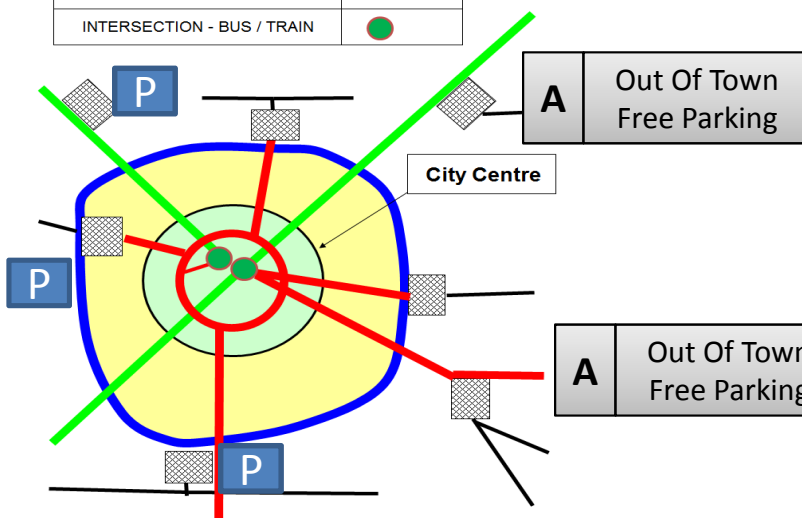 INTERSECTION - BUS / TRAIN
P
A
Out Of Town
Free Parking
City Centre
P
A
Out Of Town
Free Parking
P